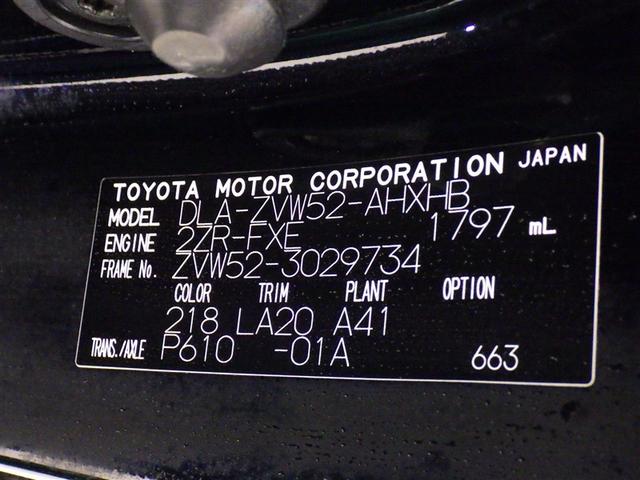 TOYOTA MOTOR CORPORATION JAPAN
MODEL DLA-ZVW52-AHXHB
ENGINE 2ZR-FXE 1797 mL
FRAME No. ZVW52-3029734
COLOR TRIM PLANT OPTION
218 LA20 A41
TRANS./AXLE P610 -01A 663